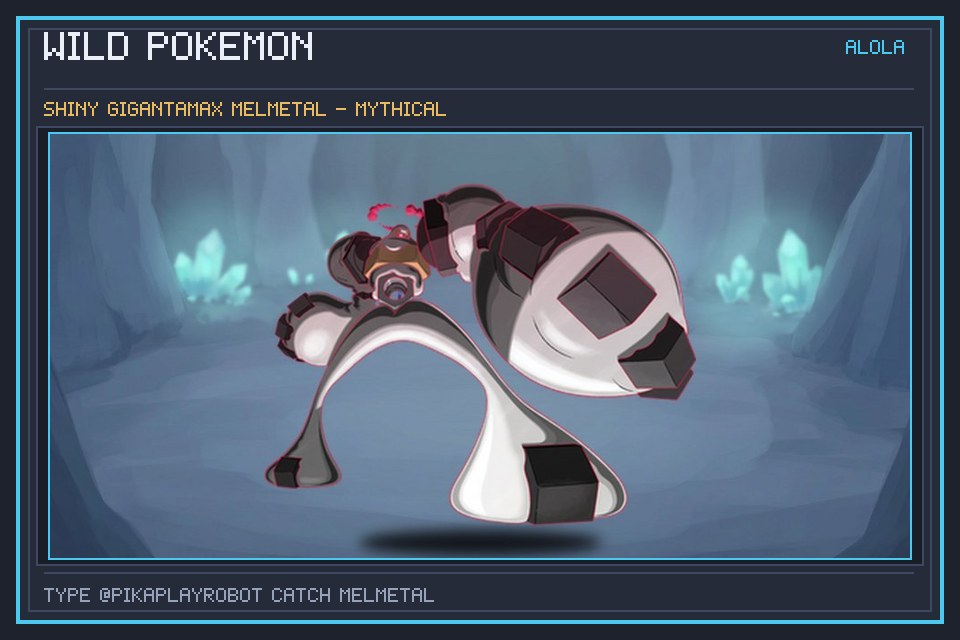 WILD POKEMON
ALOLA
SHINY GIGANTAMAX MELMETAL - MYTHICAL
TYPE @PIKAPLAYROBOT CATCH MELMETAL